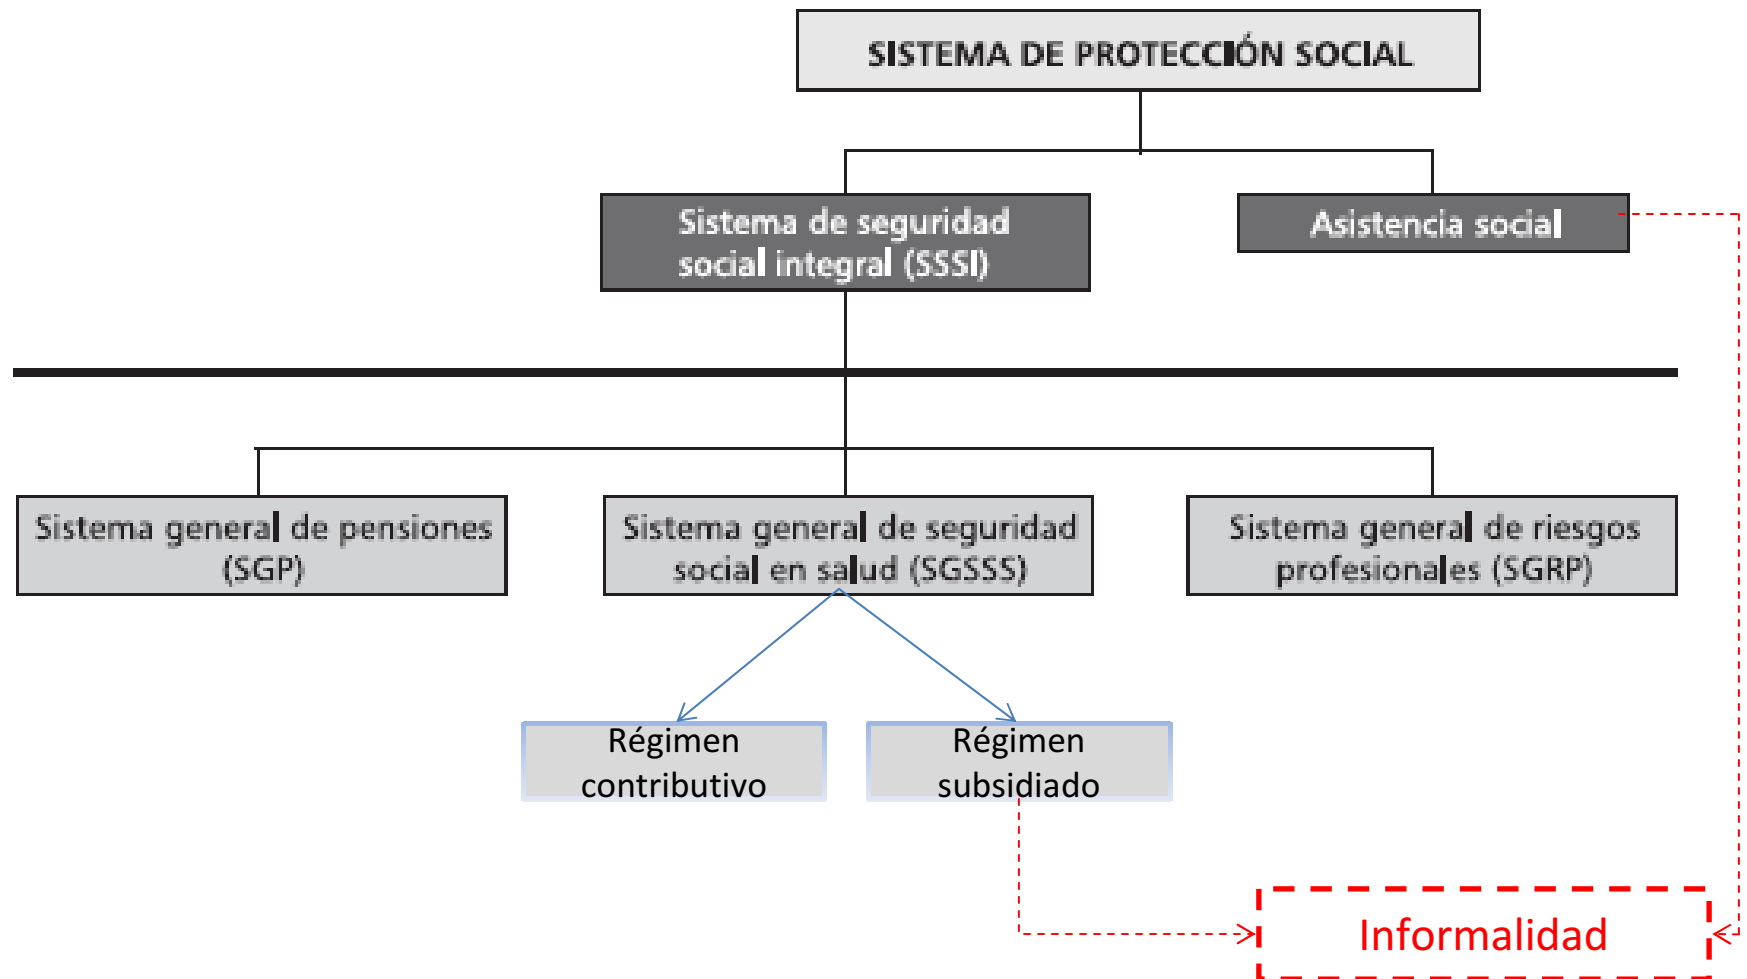 SISTEMA DE PROTECCIÓN SOCIAL
Sistema de seguridad
social integral (SSSI)
Asistencia social
Sistema general de pensiones
(SGP)
Sistema general de seguridad
social en salud (SGSSS)
Sistema general de riesgos
profesionales (SGRP)
Régimen
contributivo
Régimen
subsidiado
Informalidad